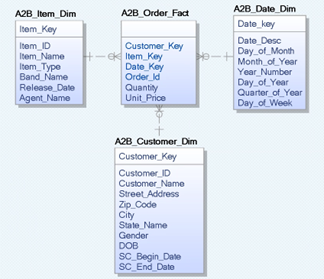 A2B_Item_Dim
Item_Key
Item_ID
Item_Name
Item_Type
Band_Name
Release_Date
Agent_Name
A2B_Order_Fact
Customer_Key
Item_Key
Date_Key
Order_Id
Quantity
Unit_Price
A2B_Date_Dim
Date_key
Date_Desc
Day_of_Month
Month_of_Year
Year_Number
Day_of_Year
Quarter_of_Year
Day_of_Week
A2B_Customer_Dim
Customer_Key
Customer_ID
Customer_Name
Street_Address
Zip_Code
City
State_Name
Gender
DOB
SC_Begin_Date
SC_End_Date